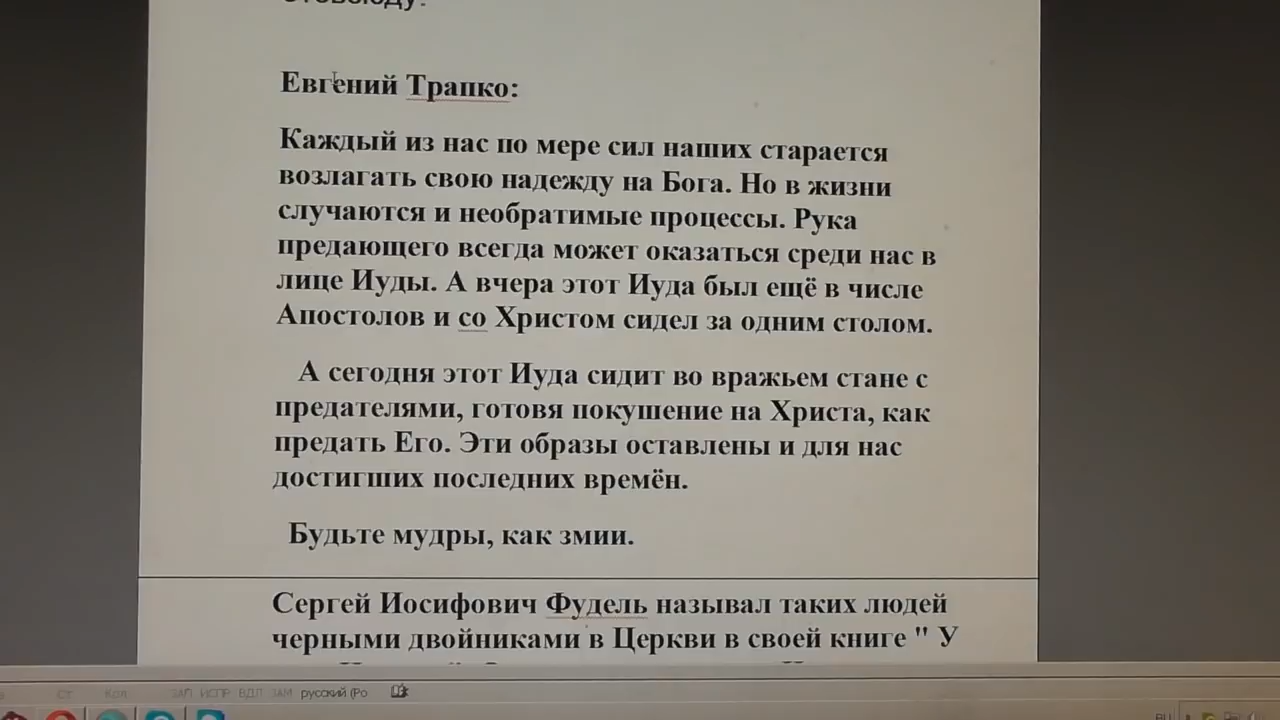 Евгений Трапко:
Каждый из нас по мере сил наших старается
возлагать свою надежду на Бога. Но в жизни
случаются и необратимые процессы. Рука
предающего всегда может оказаться среди нас в
лице Иуды. А вчера этот Иуда был ещё в числе
Апостолов и со Христом сидел за одним столом.
А сегодня этот Иуда сидит во вражьем стане с
предателями, готовя покушение на Христа, как
предать Его. Эти образы оставлены и для нас
достигших последних времён.
Будьте мудры, как змии.
Сергей Иосифович Фудель называл таких людей
черными двойниками в Церкви в своей книге " У
Ст Кол ЗАП ИСПР ВДЛ ЗАМ русский (Ро
RU